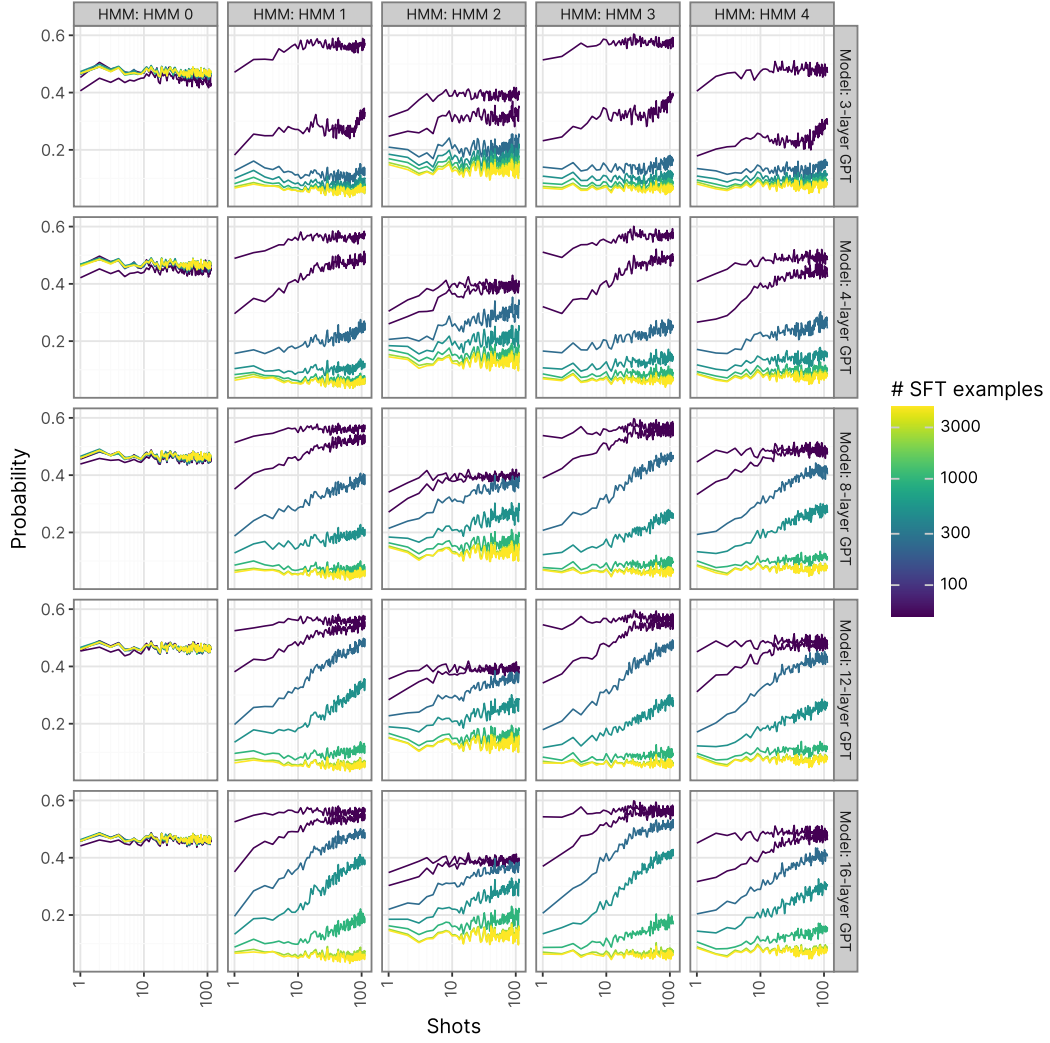 HMM: HMM 0
HMM: HMM 1
HMM: HMM 2
HMM: HMM 3
HMM: HMM 4
0.6
0.4
0.2
Model: 3-layer GPT
0.6
0.4
0.2
Model: 4-layer GPT
0.6
0.4
0.2
Model: 8-layer GPT
0.6
0.4
0.2
Model: 12-layer GPT
0.6
0.4
0.2
Model: 16-layer GPT
Probability
1
10
100
1
10
100
1
10
100
1
10
100
1
10
100
Shots
# SFT examples
3000
1000
300
100